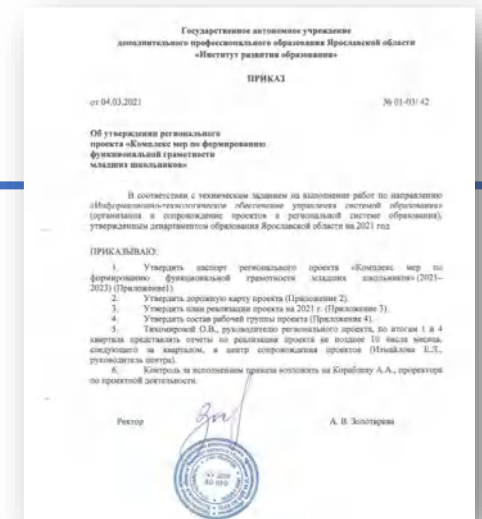 Государственное автономное учреждение
дополнительного профессионального образования Ярославской области
«Институт развития образования»
ПРИКАЗ
от 04.03.2021 № 01-03/ 42
Об утверждении регионального
проекта «Комплекс мер по формированию
функциональной грамотности
младших школьников»
В соответствии с техническим заданием на выполнение работ по направлению
«Информационно-технологическое обеспечение управления системой образования»
(организация и сопровождение проектов в региональной системе образования),
утвержденным департаментом образования Ярославской области на 2021 год
ПРИКАЗЫВАЮ:
1. Утвердить паспорт регионального проекта «Комплекс мер по
формированию функциональной грамотности младших школьников» (2021–
2023) (Приложение1).
2. Утвердить дорожную карту проекта (Приложение 2).
3. Утвердить план реализации проекта на 2021 г. (Приложение 3).
4. Утвердить состав рабочей группы проекта (Приложение 4).
5. Тихомировой О.В., руководителю регионального проекта, по итогам 1 и 4
квартала представлять отчеты по реализации проекта не позднее 10 числа месяца,
следующего за кварталом, в центр сопровождения проектов (Измайлова Е.Л.,
руководитель центра).
6. Контроль за исполнением приказа возложить на Кораблеву А.А., проректора
по проектной деятельности.
Ректор А. В. Золотарева